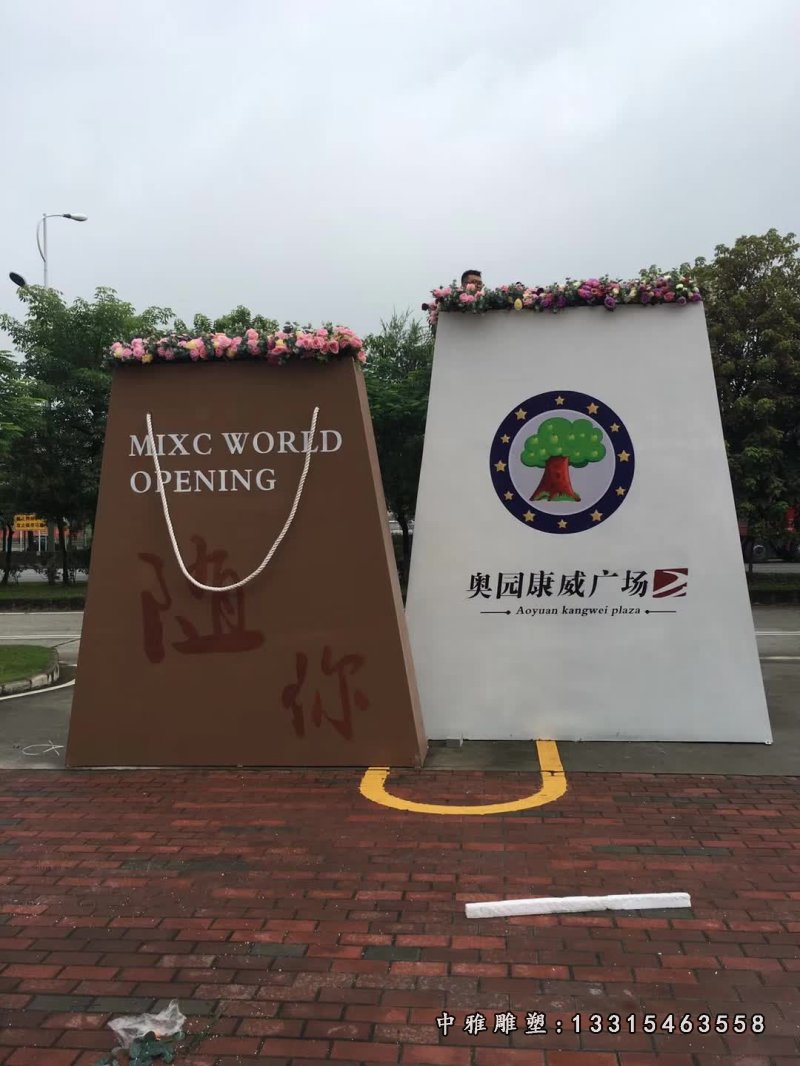 MIXC WORLD
OPENING
随
你
奥园康威广场
Aoyuan kangwei plaza
中雅雕塑:13315463558